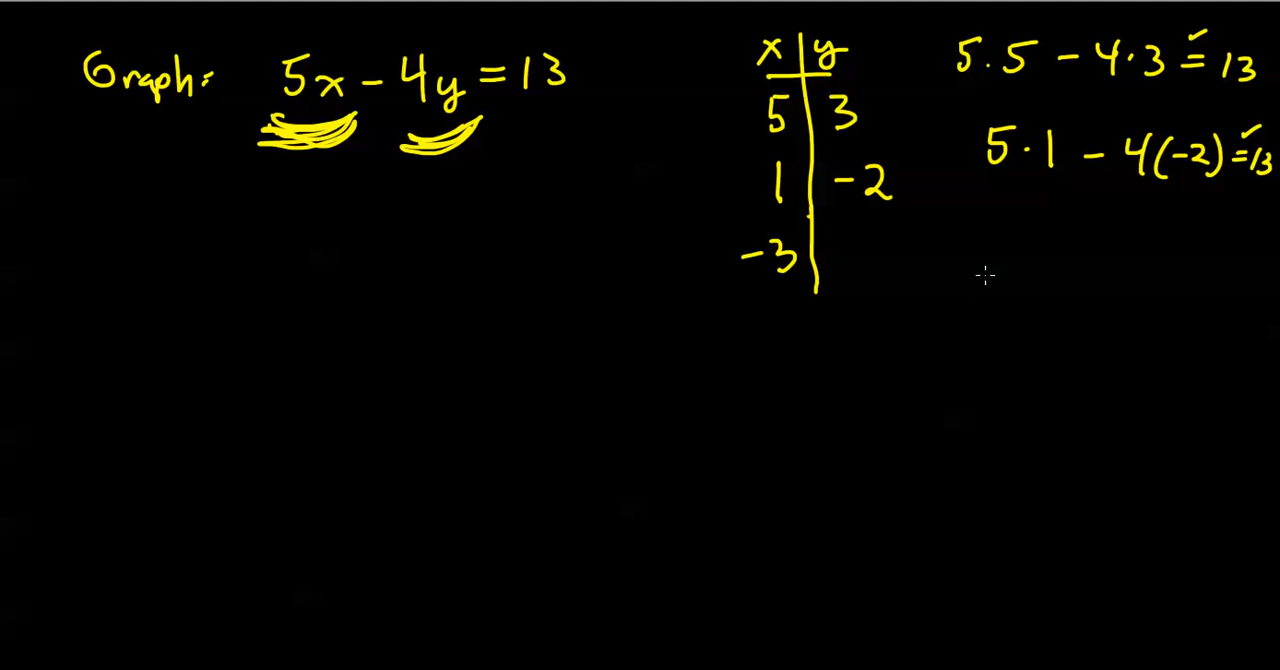 Graph: 5x - 4y = 13
x y
5 3
1 -2
-3
5·5 - 4·3 = 13
5·1 - 4(-2) = 13